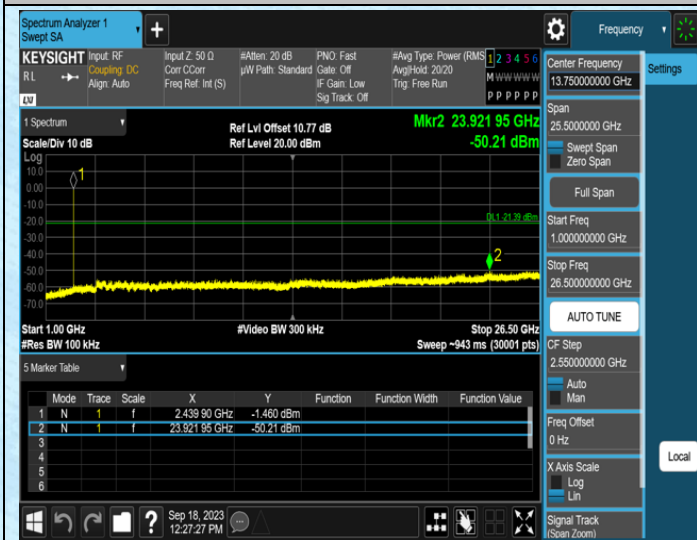 Spectrum Analyzer 1
Swept SA
Frequency
KEYSIGHT
RL
LXI
Input: RF
Coupling: DC
Align: Auto
Input Z: 50 Ω
Corr CCorr
Freq Ref: Int (S)
#Atten: 20 dB
µW Path: Standard
PNO: Fast
Gate: Off
IF Gain: Low
Sig Track: Off
#Avg Type: Power (RMS)
Avg|Hold: 20/20
Trig: Free Run
1 2 3 4 5 6
M W W W W W
P P P P P P
1 Spectrum
Scale/Div 10 dB
Ref Lvl Offset 10.77 dB
Ref Level 20.00 dBm
Mkr2 23.921 95 GHz
-50.21 dBm
Log
10.0
0.00
-10.0
-20.0
-30.0
-40.0
-50.0
-60.0
-70.0
1
DL1 -21.39 dBm
2
Start 1.00 GHz
#Res BW 100 kHz
#Video BW 300 kHz
Stop 26.50 GHz
Sweep ~943 ms (30001 pts)
5 Marker Table
Mode Trace Scale X Y Function Function Width Function Value
1 N 1 f 2.439 90 GHz -1.460 dBm
2 N 1 f 23.921 95 GHz -50.21 dBm
3
4
5
6
Sep 18, 2023
12:27:27 PM
Center Frequency
13.750000000 GHz
Span
25.5000000 GHz
Swept Span
Zero Span
Full Span
Start Freq
1.000000000 GHz
Stop Freq
26.500000000 GHz
AUTO TUNE
CF Step
2.550000000 GHz
Auto
Man
Freq Offset
0 Hz
X Axis Scale
Log
Lin
Signal Track
(Span Zoom)
Settings
Local